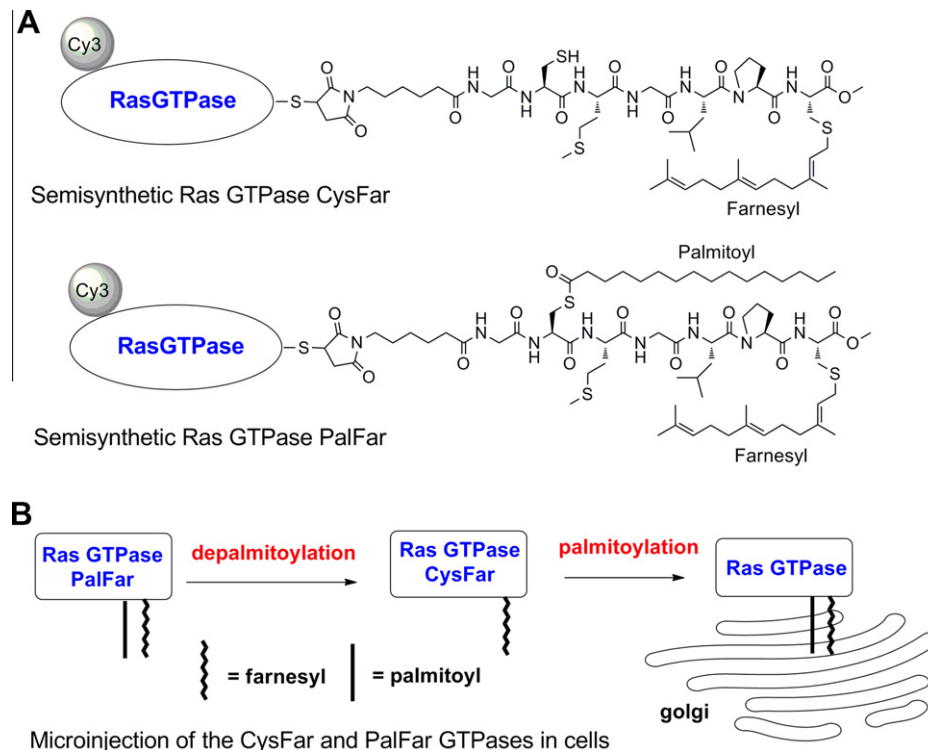 A
Cy3
RasGTPase
S
O
N
O
O
H
N
O
N
H
SH
O
H
N
S
O
N
H
O
H
N
O
N
O
H
N
O
OMe
S
Farnesyl
Semisynthetic Ras GTPase CysFar
Palmitoyl
O
S
Cy3
RasGTPase
S
O
N
O
O
H
N
O
N
H
O
H
N
S
O
N
H
O
H
N
O
N
O
H
N
O
O
S
Farnesyl
Semisynthetic Ras GTPase PalFar
B
Ras GTPase
PalFar
depalmitoylation
Ras GTPase
CysFar
palmitoylation
Ras GTPase
= farnesyl
= palmitoyl
golgi
Microinjection of the CysFar and PalFar GTPases in cells